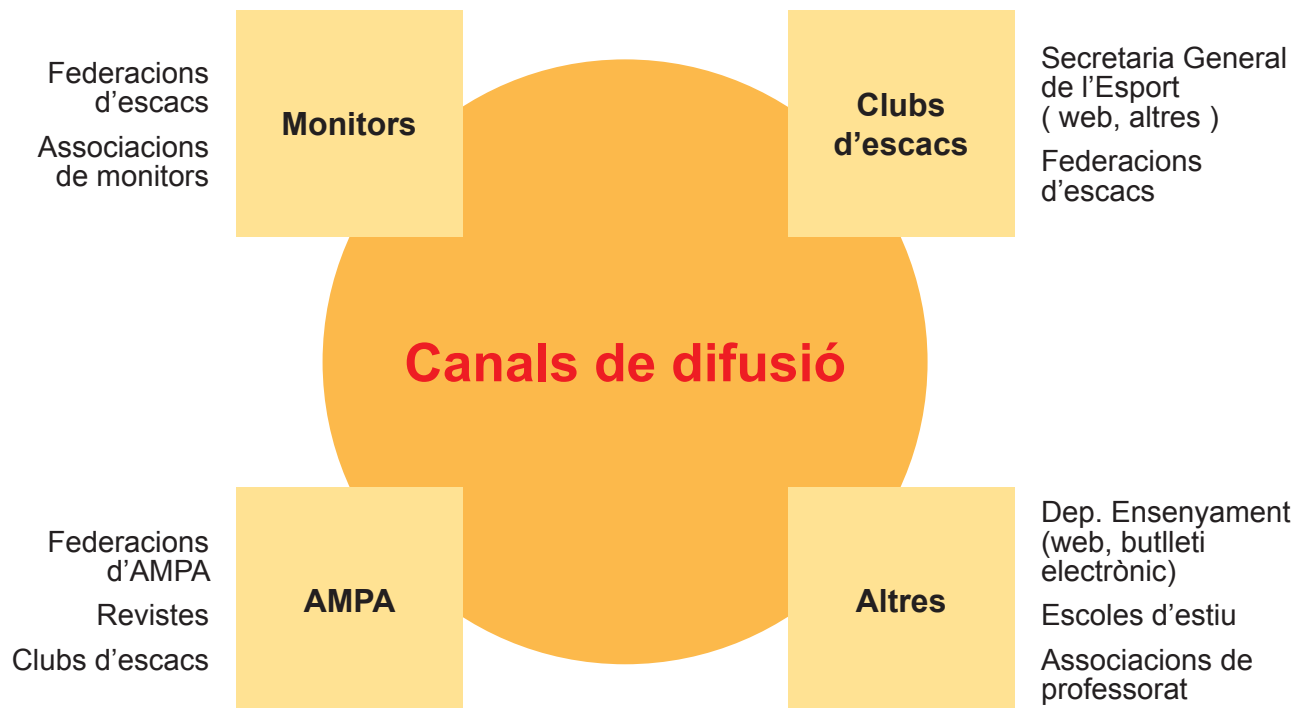 Federacions
d'escacs
Associacions
de monitors
Monitors
Clubs
d'escacs
Secretaria General
de l'Esport
( web, altres )
Federacions
d'escacs
Canals de difusió
Federacions
d'AMPA
Revistes
Clubs d'escacs
AMPA
Altres
Dep. Ensenyament
(web, butlleti
electrònic)
Escoles d'estiu
Associacions de
professorat